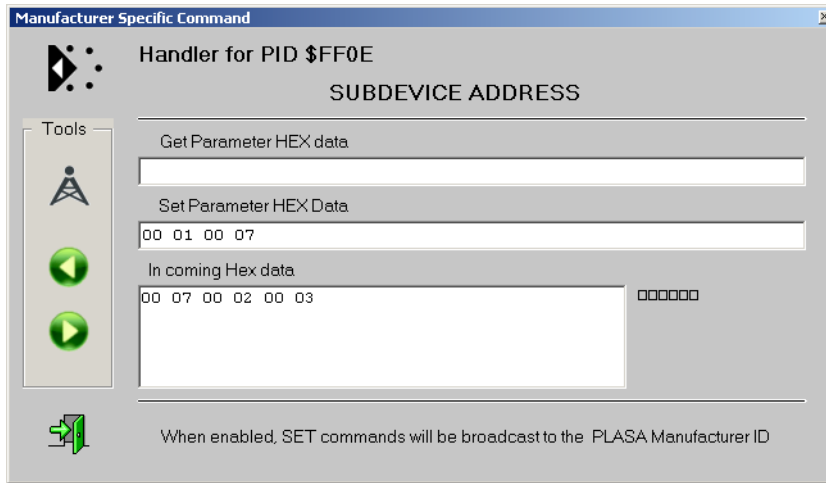 Manufacturer Specific Command
Handler for PID $FF0E
SUBDEVICE ADDRESS
Tools
Get Parameter HEX data
Set Parameter HEX Data
00 01 00 07
In coming Hex data
00 07 00 02 00 03
□□□□□□
When enabled, SET commands will be broadcast to the PLASA Manufacturer ID